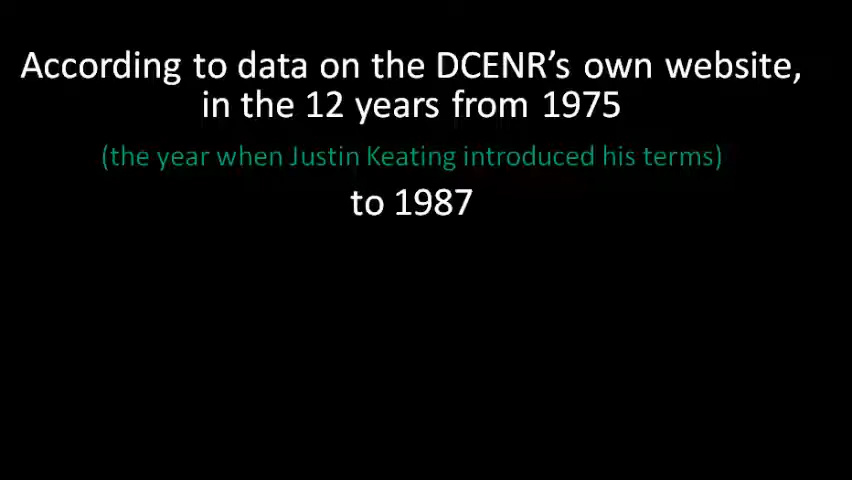 According to data on the DCENR's own website,
in the 12 years from 1975
(the year when Justin Keating introduced his terms)
to 1987